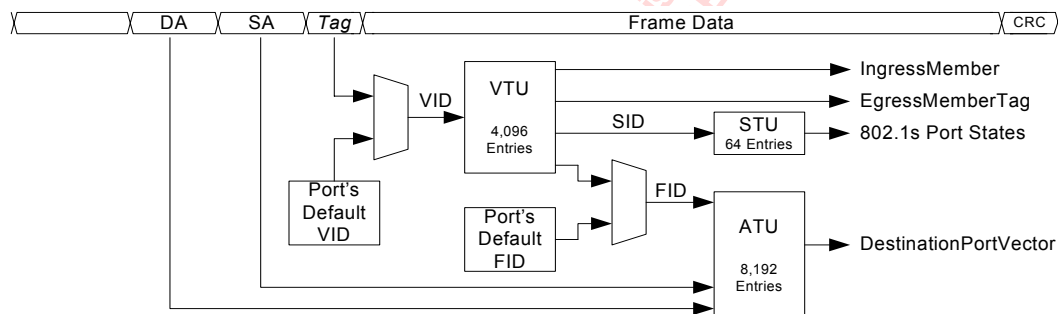 DA SA Tag Frame Data CRC
IngressMember
VTU
VID
EgressMemberTag
SID
STU
4,096
Entries
64 Entries
802.1s Port States
Port's
Default
VID
FID
Port's
Default
FID
ATU
DestinationPortVector
8,192
Entries